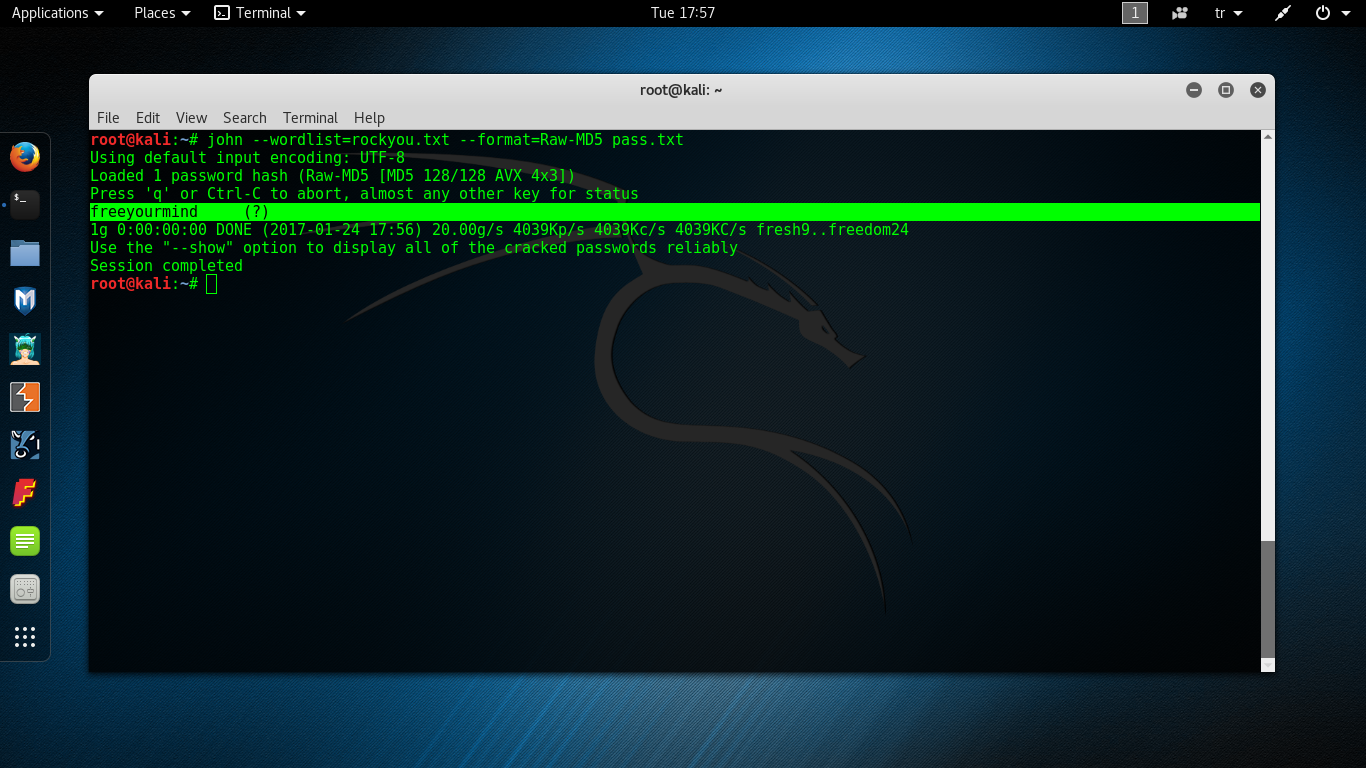 Applications Places Terminal Tue 17:57 1 tr
root@kali: ~
File Edit View Search Terminal Help
root@kali:~# john --wordlist=rockyou.txt --format=Raw-MD5 pass.txt
Using default input encoding: UTF-8
Loaded 1 password hash (Raw-MD5 [MD5 128/128 AVX 4x3])
Press 'q' or Ctrl-C to abort, almost any other key for status
freeyourmind     (?)
1g 0:00:00:00 DONE (2017-01-24 17:56) 20.00g/s 4039Kp/s 4039Kc/s 4039KC/s fresh9..freedom24
Use the "--show" option to display all of the cracked passwords reliably
Session completed
root@kali:~#